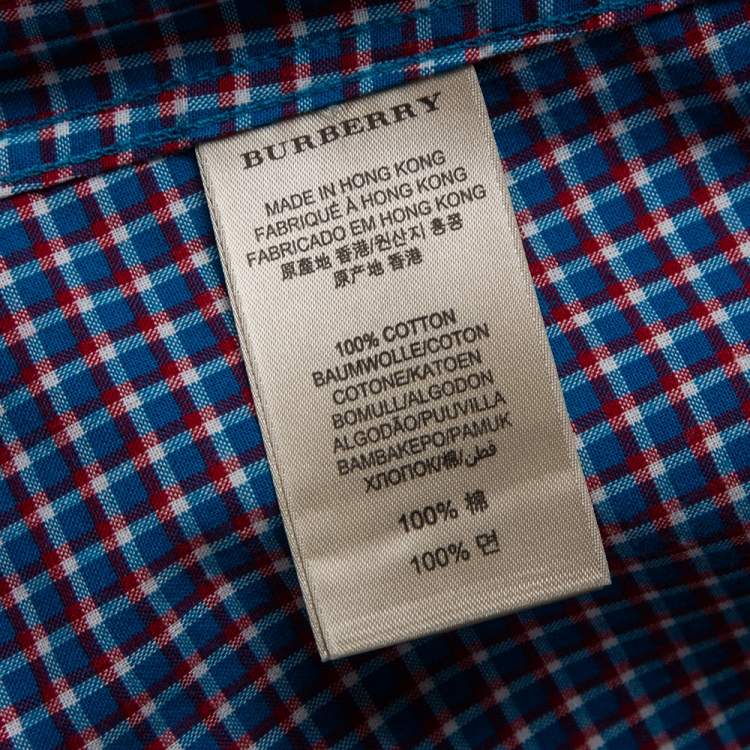 BURBERRY
MADE IN HONG KONG
FABRIQUÉ À HONG KONG
FABRICADO EM HONG KONG
原產地 香港/원산지 홍콩
原产地 香港
100% COTTON
BAUMWOLLE/COTON
COTONE/KATOEN
BOMULL/ALGODON
ALGODÃO/PUUVILLA
BAMBAKEPO/PAMUK
ХЛОПОК/棉/قطن
100% 棉
100% 면